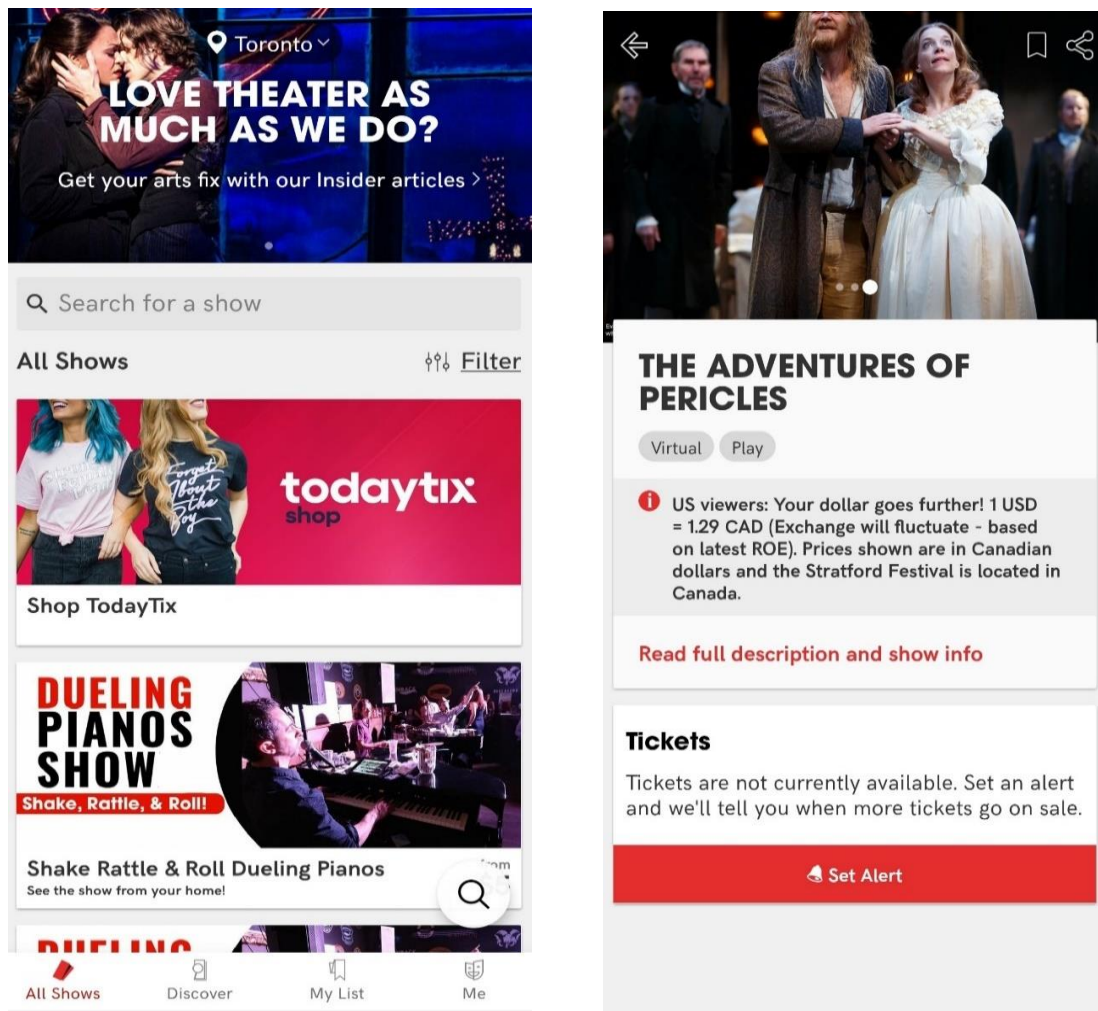 Toronto
LOVE THEATER AS
MUCH AS WE DO?
Get your arts fix with our Insider articles >
Search for a show
All Shows
Filter
Forget
About
the
Boy
todaytix
shop
Shop TodayTix
DUELING
PIANOS
SHOW
Shake, Rattle, & Roll!
Shake Rattle & Roll Dueling Pianos
See the show from your home!
DUELING
All Shows
Discover
My List
Me
THE ADVENTURES OF
PERICLES
Virtual
Play
US viewers: Your dollar goes further! 1 USD
= 1.29 CAD (Exchange will fluctuate - based
on latest ROE). Prices shown are in Canadian
dollars and the Stratford Festival is located in
Canada.
Read full description and show info
Tickets
Tickets are not currently available. Set an alert
and we'll tell you when more tickets go on sale.
Set Alert